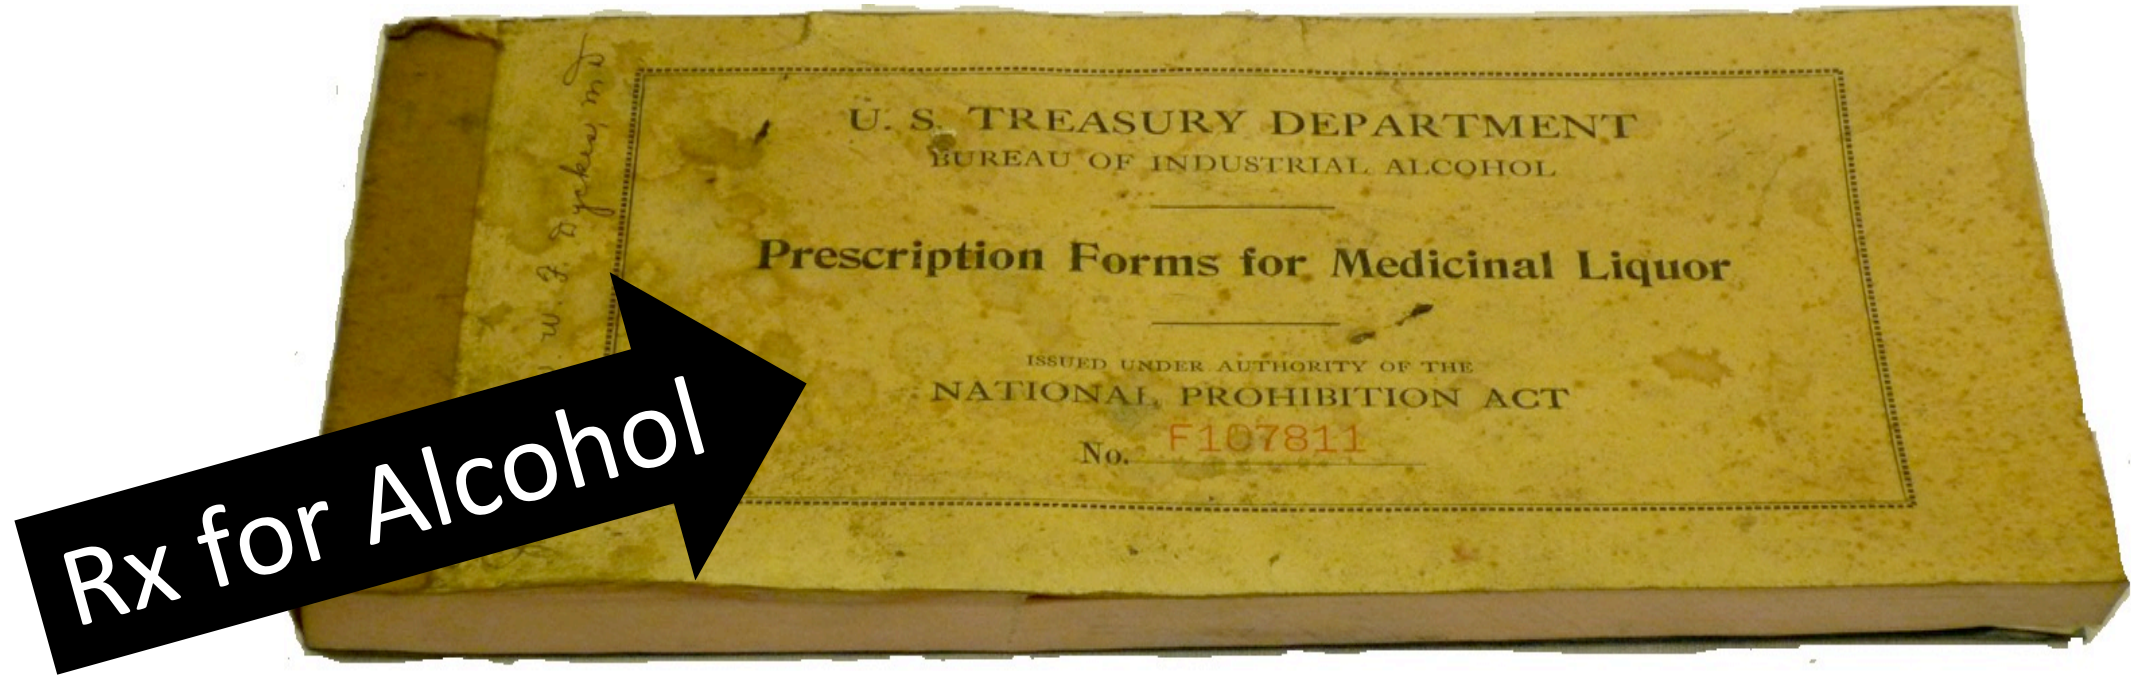 U. S. TREASURY DEPARTMENT
BUREAU OF INDUSTRIAL ALCOHOL
Prescription Forms for Medicinal Liquor
ISSUED UNDER AUTHORITY OF THE
NATIONAL PROHIBITION ACT
No. F107811
W. F. Dykes, M.D.
Rx for Alcohol